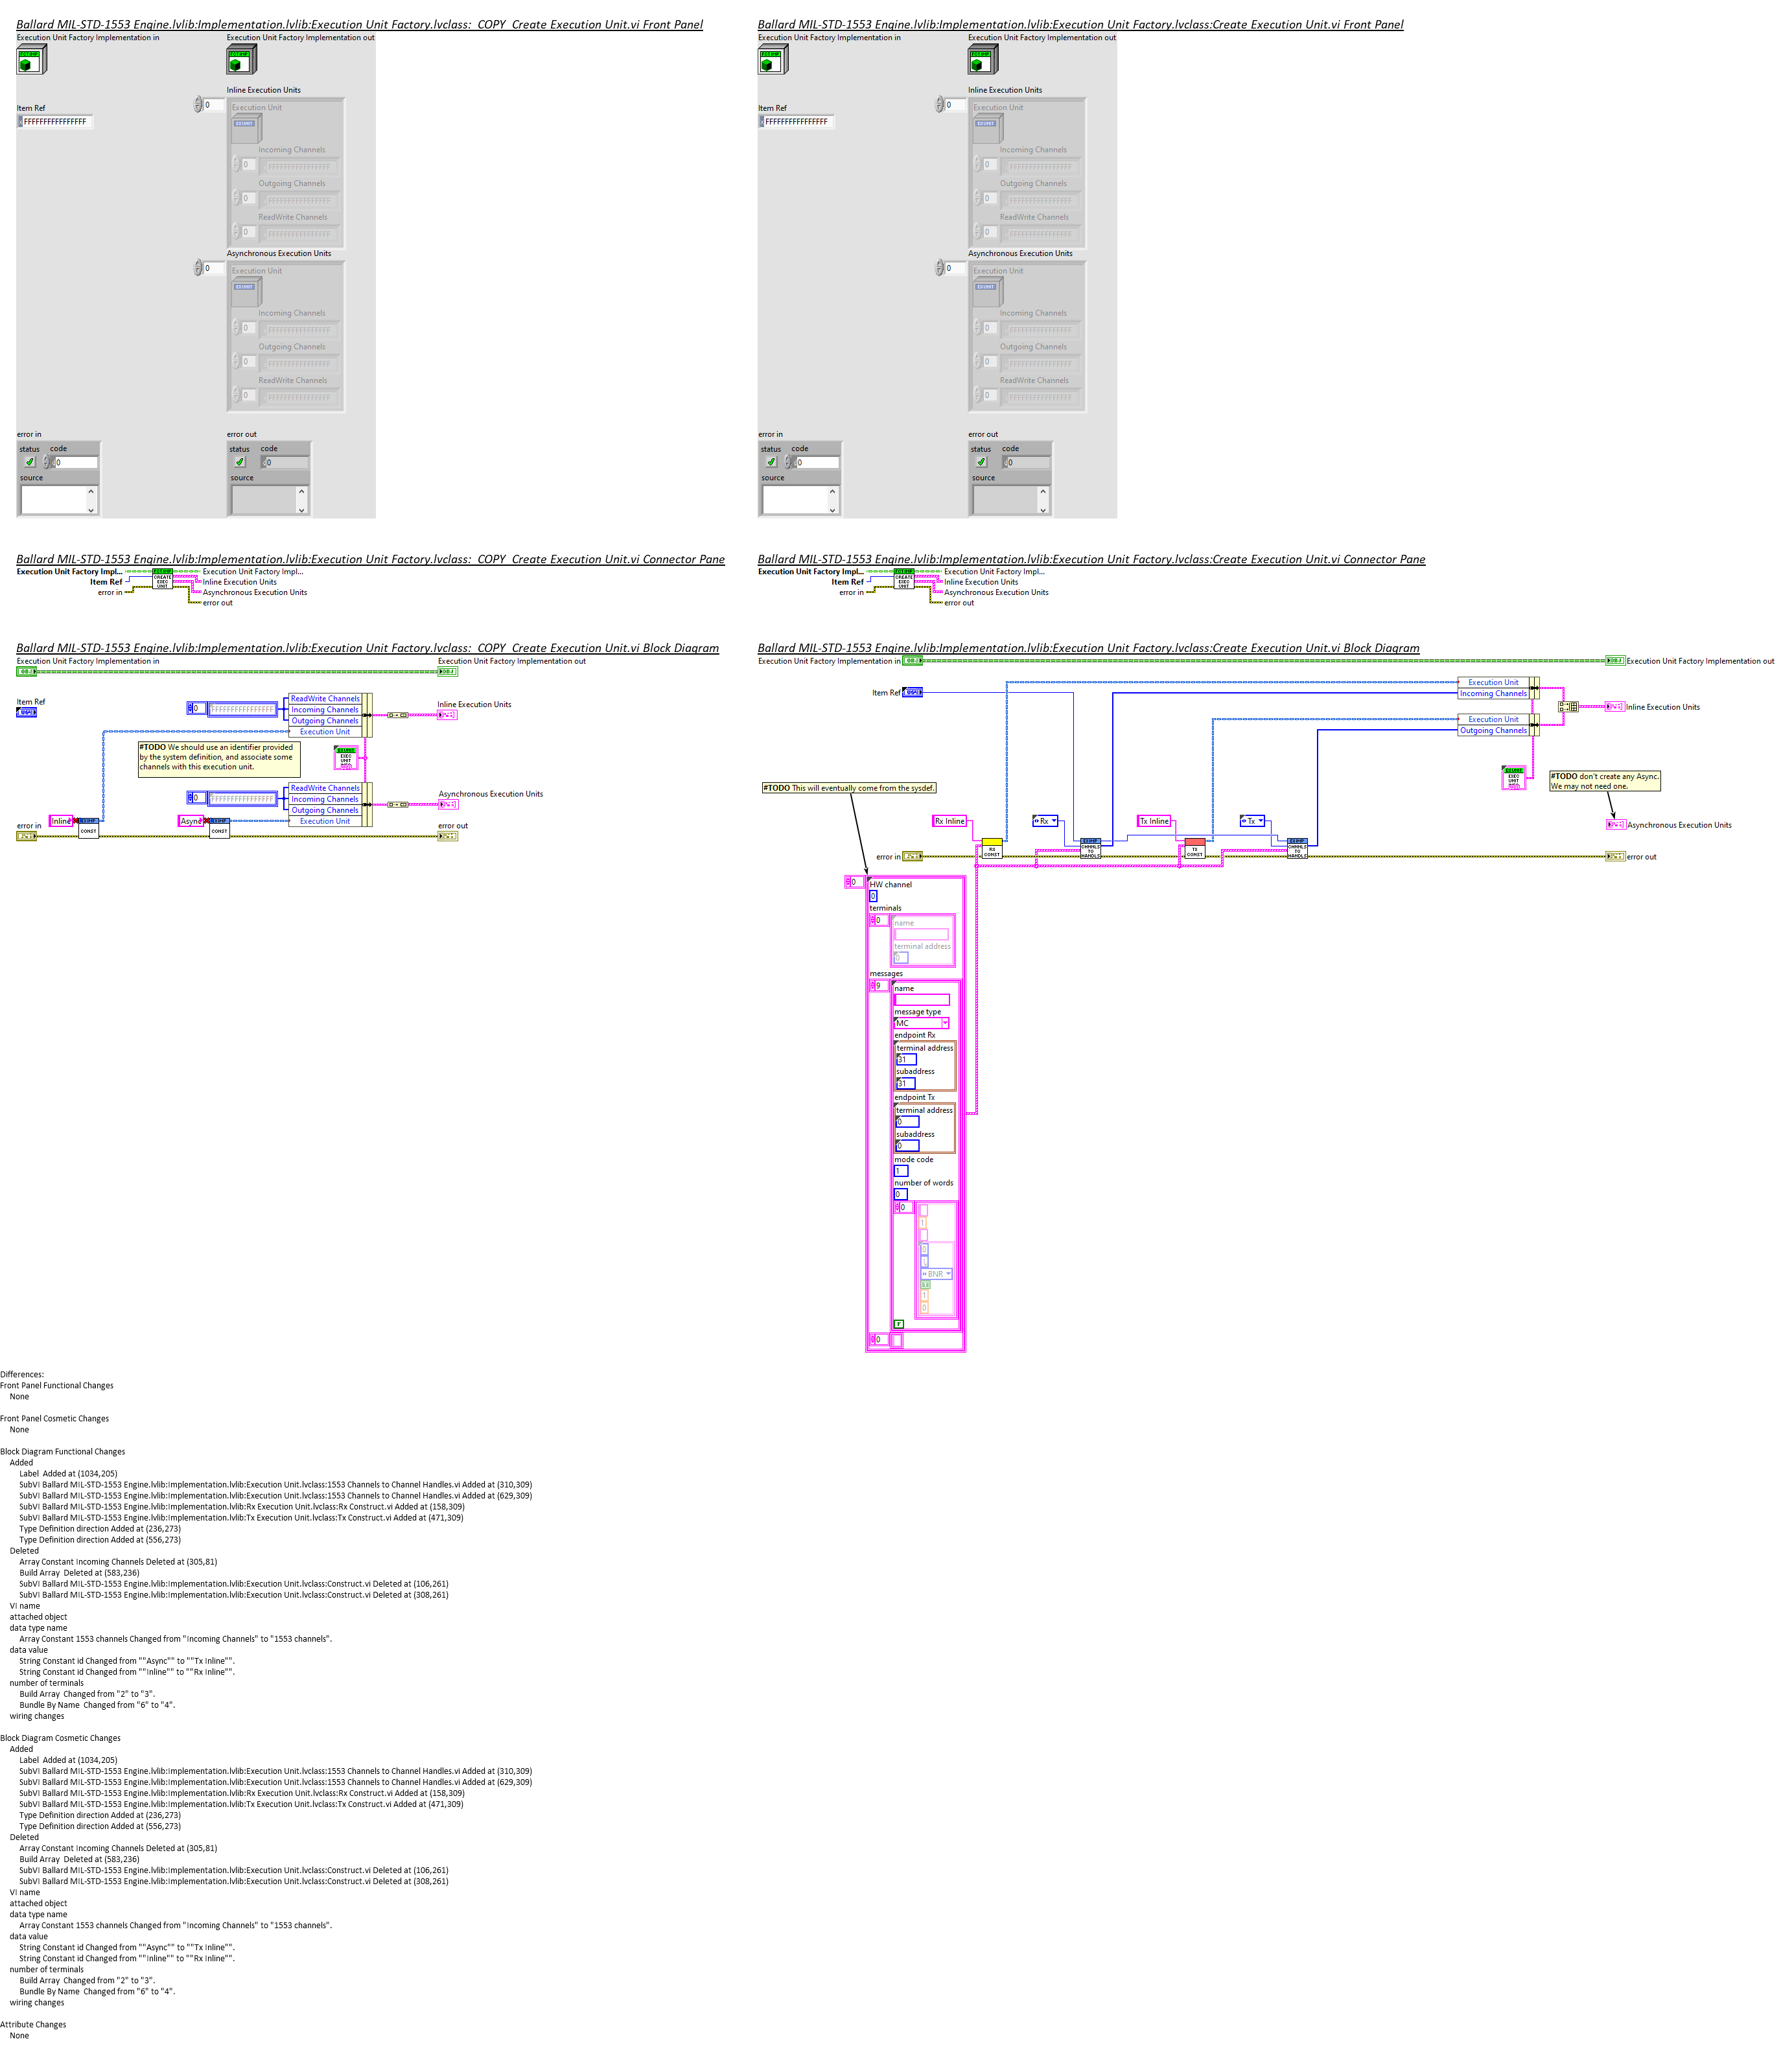 Ballard MIL-STD-1553 Engine.lvlib:Implementation.lvlib:Execution Unit Factory.lvclass:_COPY_Create Execution Unit.vi Front Panel
Execution Unit Factory Implementation in
Execution Unit Factory Implementation out
Inline Execution Units
Item Ref
0
Execution Unit
FFFFFFFFFFFFFFFF
Incoming Channels
0
FFFFFFFFFFFFFFFF
Outgoing Channels
0
FFFFFFFFFFFFFFFF
ReadWrite Channels
0
FFFFFFFFFFFFFFFF
Asynchronous Execution Units
0
Execution Unit
Incoming Channels
0
FFFFFFFFFFFFFFFF
Outgoing Channels
0
FFFFFFFFFFFFFFFF
ReadWrite Channels
0
FFFFFFFFFFFFFFFF
error in
error out
status code
0
status code
0
source
source
Ballard MIL-STD-1553 Engine.lvlib:Implementation.lvlib:Execution Unit Factory.lvclass:Create Execution Unit.vi Front Panel
Execution Unit Factory Implementation in
Execution Unit Factory Implementation out
Inline Execution Units
Item Ref
0
Execution Unit
FFFFFFFFFFFFFFFF
Incoming Channels
0
FFFFFFFFFFFFFFFF
Outgoing Channels
0
FFFFFFFFFFFFFFFF
ReadWrite Channels
0
FFFFFFFFFFFFFFFF
Asynchronous Execution Units
0
Execution Unit
Incoming Channels
0
FFFFFFFFFFFFFFFF
Outgoing Channels
0
FFFFFFFFFFFFFFFF
ReadWrite Channels
0
FFFFFFFFFFFFFFFF
error in
error out
status code
0
status code
0
source
source
Ballard MIL-STD-1553 Engine.lvlib:Implementation.lvlib:Execution Unit Factory.lvclass:_COPY_Create Execution Unit.vi Connector Pane
Execution Unit Factory Impl...
Item Ref
error in
CREATE
EXEC
UNIT
Execution Unit Factory Impl...
Inline Execution Units
Asynchronous Execution Units
error out
Ballard MIL-STD-1553 Engine.lvlib:Implementation.lvlib:Execution Unit Factory.lvclass:Create Execution Unit.vi Connector Pane
Execution Unit Factory Impl...
Item Ref
error in
CREATE
EXEC
UNIT
Execution Unit Factory Impl...
Inline Execution Units
Asynchronous Execution Units
error out
Ballard MIL-STD-1553 Engine.lvlib:Implementation.lvlib:Execution Unit Factory.lvclass:_COPY_Create Execution Unit.vi Block Diagram
Execution Unit Factory Implementation in
Execution Unit Factory Implementation out
Item Ref
0
FFFFFFFFFFFFFFFF
ReadWrite Channels
Incoming Channels
Outgoing Channels
Execution Unit
Inline Execution Units
#TODO We should use an identifier provided
by the system definition, and associate some
channels with this execution unit.
EXEC
UNIT
0
FFFFFFFFFFFFFFFF
ReadWrite Channels
Incoming Channels
Outgoing Channels
Execution Unit
Asynchronous Execution Units
error in
Inline
CONST
Async
CONST
error out
Ballard MIL-STD-1553 Engine.lvlib:Implementation.lvlib:Execution Unit Factory.lvclass:Create Execution Unit.vi Block Diagram
Execution Unit Factory Implementation in
Execution Unit Factory Implementation out
Item Ref
Execution Unit
Incoming Channels
Execution Unit
Outgoing Channels
Inline Execution Units
EXEC
UNIT
#TODO don't create any Async.
We may not need one.
#TODO This will eventually come from the sysdef.
Rx Inline
Rx
Tx Inline
Tx
Asynchronous Execution Units
error in
RX
CONST
CHNNLS
TO
HANDLS
TX
CONST
CHNNLS
TO
HANDLS
error out
0
HW channel
0
terminals
0
name
terminal address
0
messages
9
name
message type
MC
endpoint Rx
terminal address
31
subaddress
31
endpoint Tx
terminal address
0
subaddress
0
mode code
1
number of words
0
0
1
0
BNR
1
0
F
0
Differences:
Front Panel Functional Changes
None
Front Panel Cosmetic Changes
None
Block Diagram Functional Changes
Added
Label  Added at (1034,205)
SubVI Ballard MIL-STD-1553 Engine.lvlib:Implementation.lvlib:Execution Unit.lvclass:1553 Channels to Channel Handles.vi Added at (310,309)
SubVI Ballard MIL-STD-1553 Engine.lvlib:Implementation.lvlib:Execution Unit.lvclass:1553 Channels to Channel Handles.vi Added at (629,309)
SubVI Ballard MIL-STD-1553 Engine.lvlib:Implementation.lvlib:Rx Execution Unit.lvclass:Rx Construct.vi Added at (158,309)
SubVI Ballard MIL-STD-1553 Engine.lvlib:Implementation.lvlib:Tx Execution Unit.lvclass:Tx Construct.vi Added at (471,309)
Type Definition direction Added at (236,273)
Type Definition direction Added at (556,273)
Deleted
Array Constant Incoming Channels Deleted at (305,81)
Build Array  Deleted at (583,236)
SubVI Ballard MIL-STD-1553 Engine.lvlib:Implementation.lvlib:Execution Unit.lvclass:Construct.vi Deleted at (106,261)
SubVI Ballard MIL-STD-1553 Engine.lvlib:Implementation.lvlib:Execution Unit.lvclass:Construct.vi Deleted at (308,261)
VI name
attached object
data type name
Array Constant 1553 channels Changed from "Incoming Channels" to "1553 channels".
data value
String Constant id Changed from ""Async"" to ""Tx Inline"".
String Constant id Changed from ""Inline"" to ""Rx Inline"".
number of terminals
Build Array  Changed from "2" to "3".
Bundle By Name  Changed from "6" to "4".
wiring changes
Block Diagram Cosmetic Changes
Added
Label  Added at (1034,205)
SubVI Ballard MIL-STD-1553 Engine.lvlib:Implementation.lvlib:Execution Unit.lvclass:1553 Channels to Channel Handles.vi Added at (310,309)
SubVI Ballard MIL-STD-1553 Engine.lvlib:Implementation.lvlib:Execution Unit.lvclass:1553 Channels to Channel Handles.vi Added at (629,309)
SubVI Ballard MIL-STD-1553 Engine.lvlib:Implementation.lvlib:Rx Execution Unit.lvclass:Rx Construct.vi Added at (158,309)
SubVI Ballard MIL-STD-1553 Engine.lvlib:Implementation.lvlib:Tx Execution Unit.lvclass:Tx Construct.vi Added at (471,309)
Type Definition direction Added at (236,273)
Type Definition direction Added at (556,273)
Deleted
Array Constant Incoming Channels Deleted at (305,81)
Build Array  Deleted at (583,236)
SubVI Ballard MIL-STD-1553 Engine.lvlib:Implementation.lvlib:Execution Unit.lvclass:Construct.vi Deleted at (106,261)
SubVI Ballard MIL-STD-1553 Engine.lvlib:Implementation.lvlib:Execution Unit.lvclass:Construct.vi Deleted at (308,261)
VI name
attached object
data type name
Array Constant 1553 channels Changed from "Incoming Channels" to "1553 channels".
data value
String Constant id Changed from ""Async"" to ""Tx Inline"".
String Constant id Changed from ""Inline"" to ""Rx Inline"".
number of terminals
Build Array  Changed from "2" to "3".
Bundle By Name  Changed from "6" to "4".
wiring changes
Attribute Changes
None